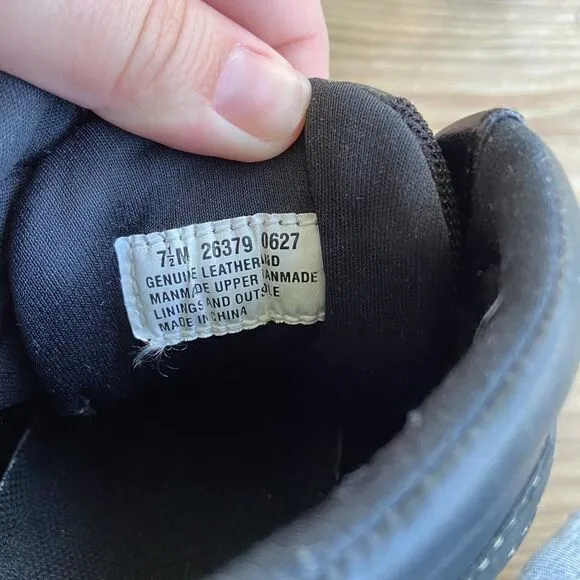 7½M 26379 0627
GENUINE LEATHER AND
MANMADE UPPER MANMADE
LININGS AND OUTSOLE
MADE IN CHINA